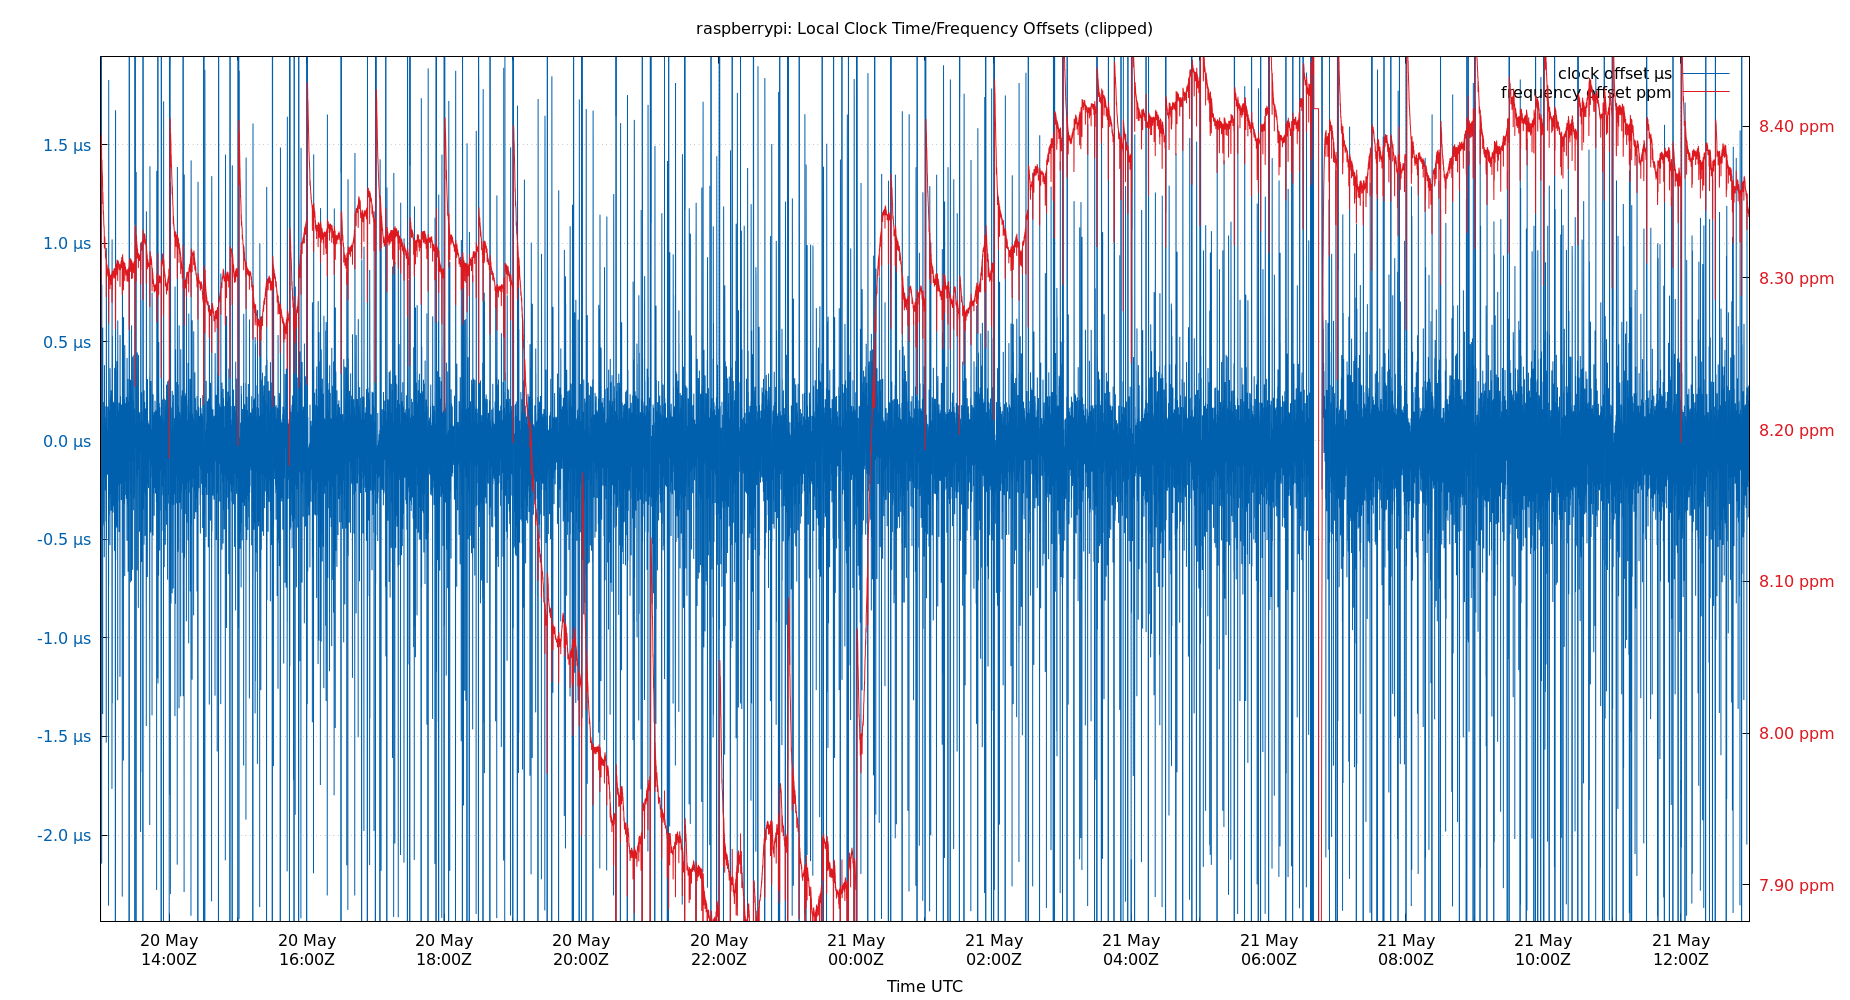 raspberrypi: Local Clock Time/Frequency Offsets (clipped)
clock offset µs
frequency offset ppm
1.5 µs
1.0 µs
0.5 µs
0.0 µs
-0.5 µs
-1.0 µs
-1.5 µs
-2.0 µs
8.40 ppm
8.30 ppm
8.20 ppm
8.10 ppm
8.00 ppm
7.90 ppm
20 May 20 May 20 May 20 May 20 May 21 May 21 May 21 May 21 May 21 May 21 May 21 May
14:00Z 16:00Z 18:00Z 20:00Z 22:00Z 00:00Z 02:00Z 04:00Z 06:00Z 08:00Z 10:00Z 12:00Z
Time UTC